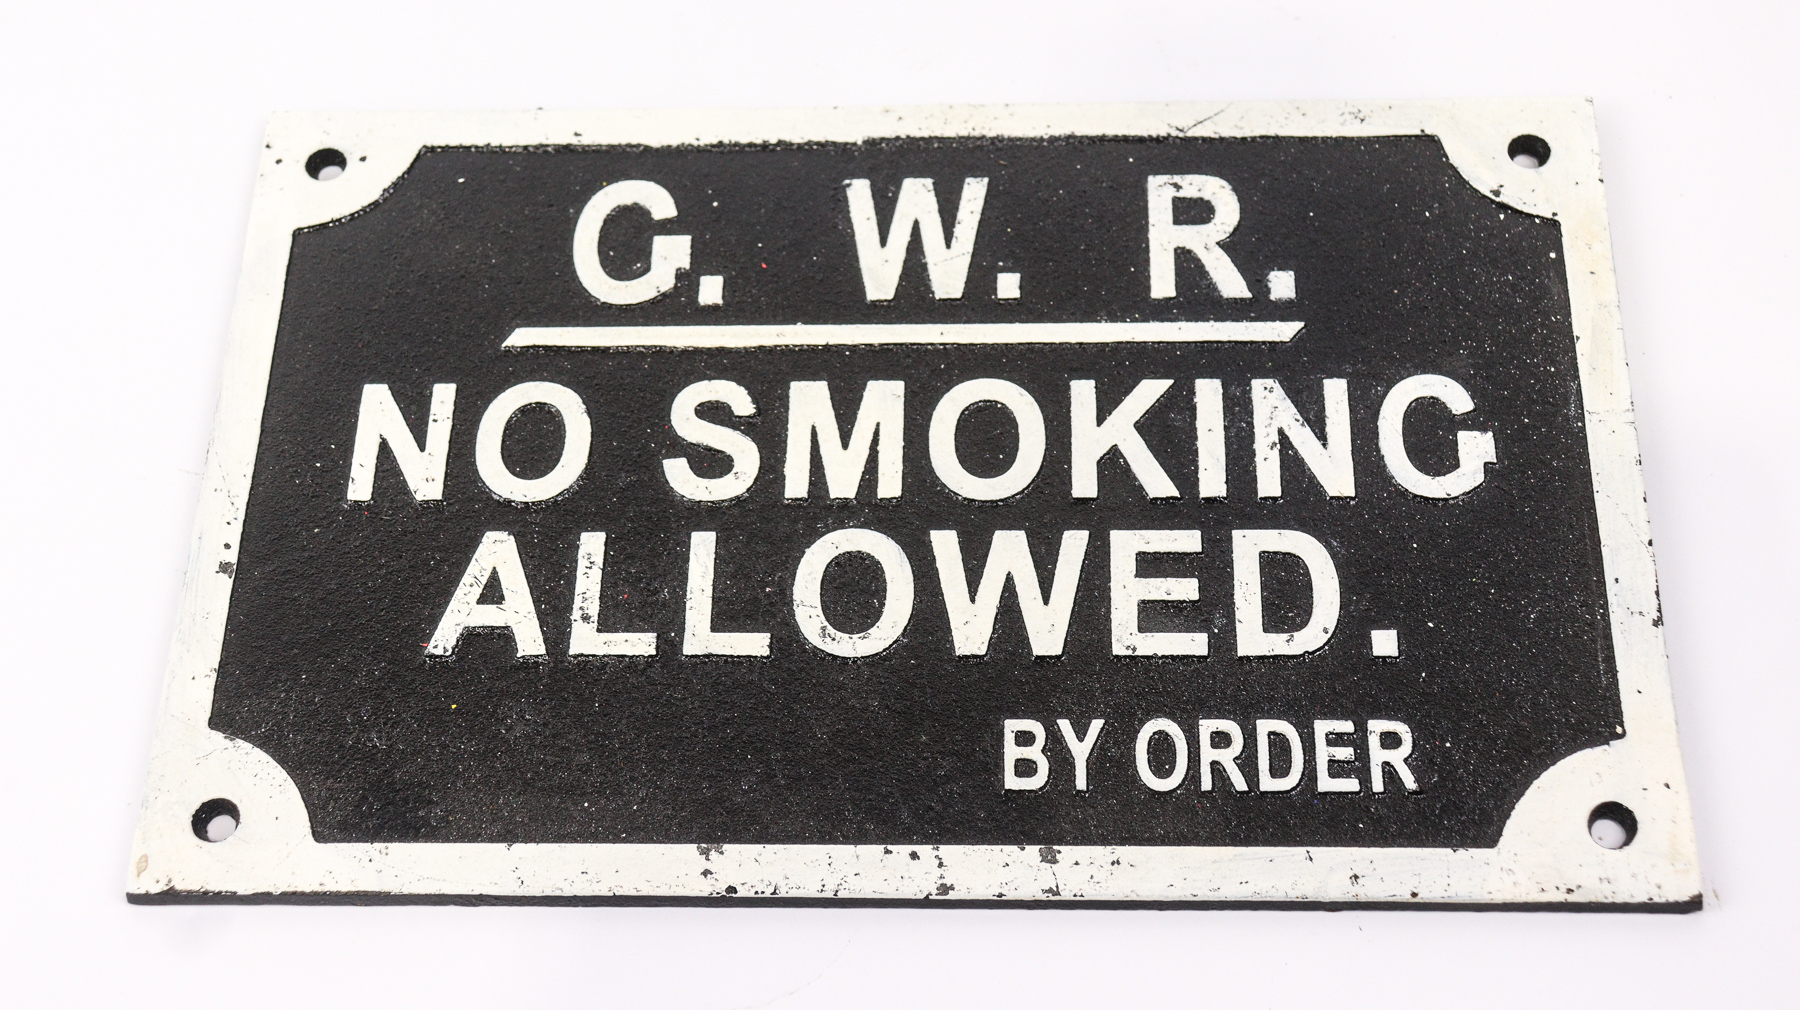 G. W. R.
NO SMOKING
ALLOWED.
BY ORDER